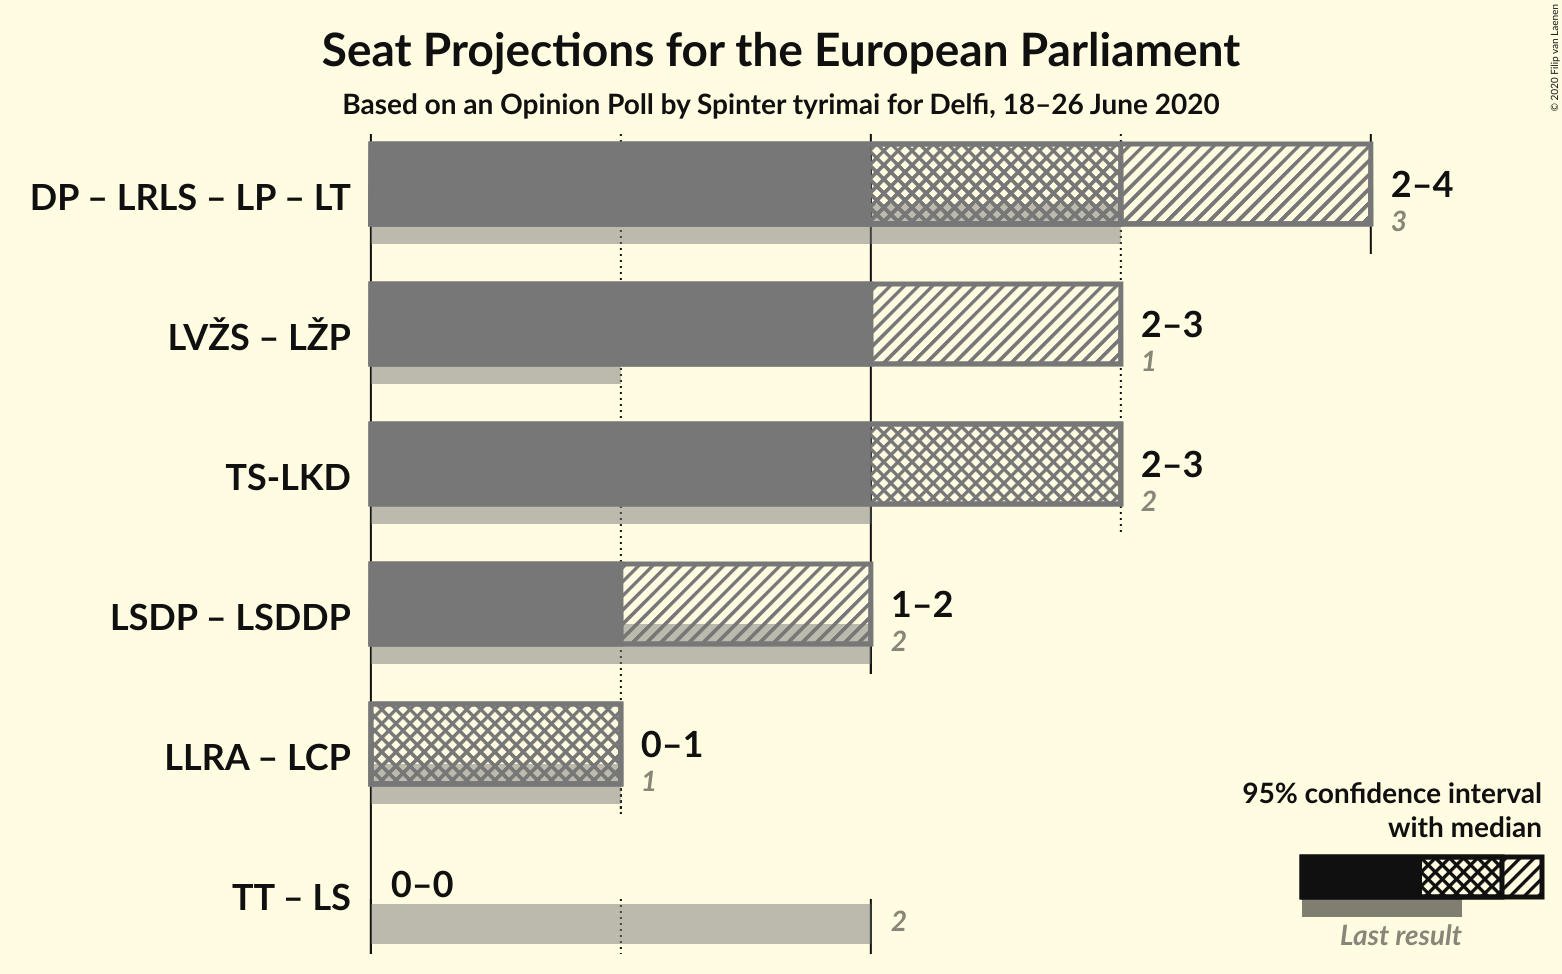 Seat Projections for the European Parliament
Based on an Opinion Poll by Spinter tyrimai for Delfi, 18–26 June 2020
© 2020 Filip van Laenen
DP – LRLS – LP – LT
2–4
3
LVŽS – LŽP
2–3
1
TS-LKD
2–3
2
LSDP – LSDDP
1–2
2
LLRA – LCP
0–1
1
TT – LS
0–0
2
95% confidence interval
with median
Last result